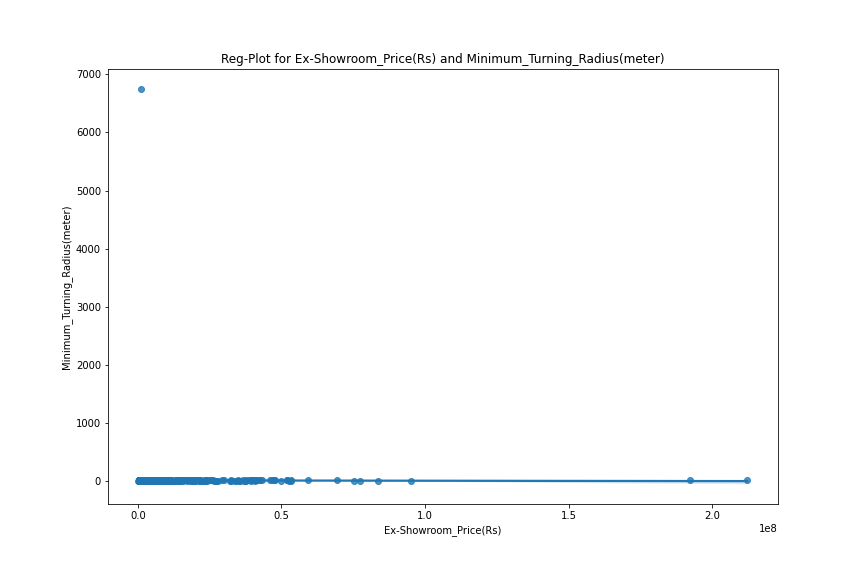 Reg-Plot for Ex-Showroom_Price(Rs) and Minimum_Turning_Radius(meter)
7000
6000
5000
4000
3000
2000
1000
0
Minimum_Turning_Radius(meter)
0.0 0.5 1.0 1.5 2.0
1e8
Ex-Showroom_Price(Rs)